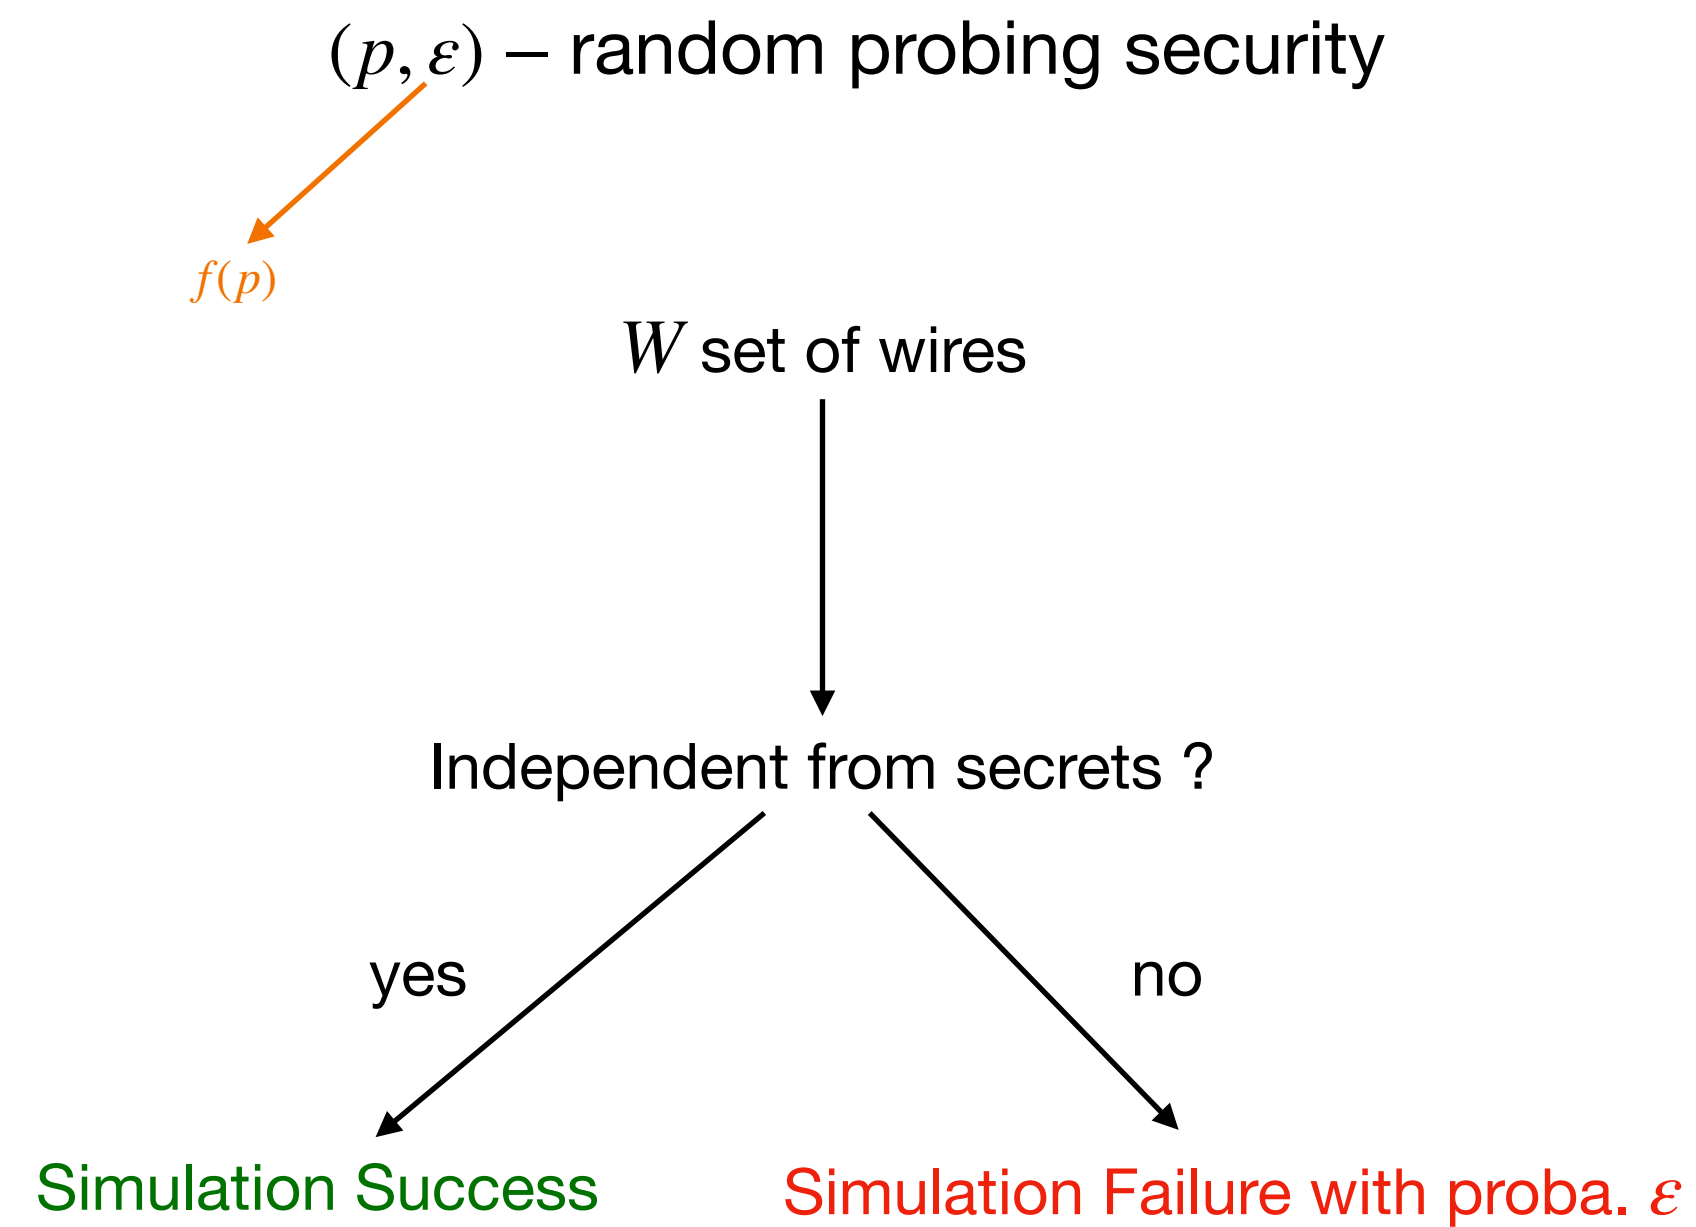 (p, ε) – random probing security
f(p)
W set of wires
Independent from secrets ?
yes
no
Simulation Success
Simulation Failure with proba. ε